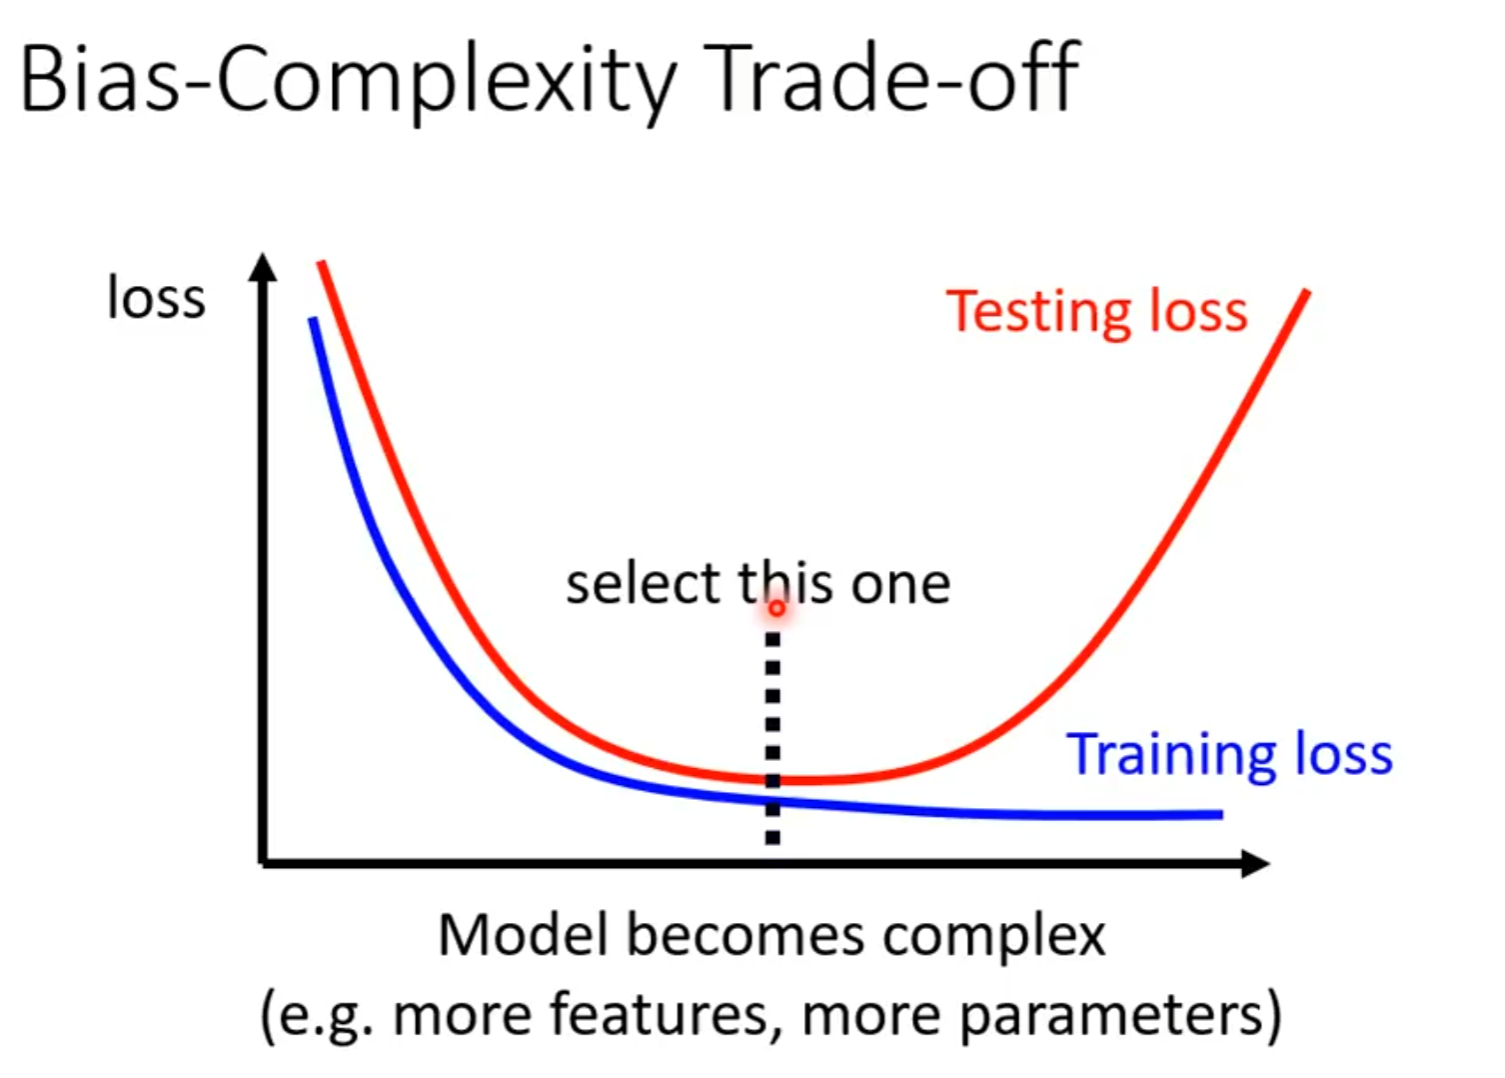 Bias-Complexity Trade-off
loss
Testing loss
select this one
Training loss
Model becomes complex
(e.g. more features, more parameters)